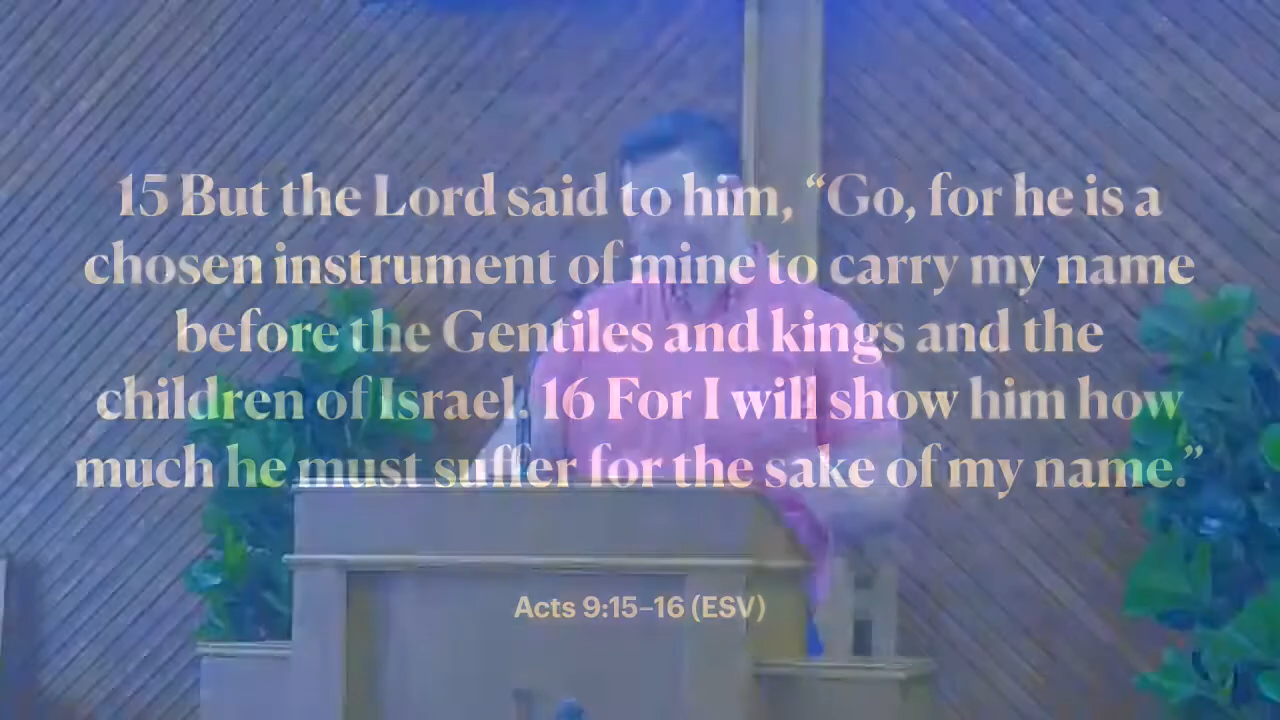 15 But the Lord said to him, “Go, for he is a
chosen instrument of mine to carry my name
before the Gentiles and kings and the
children of Israel. 16 For I will show him how
much he must suffer for the sake of my name.”
Acts 9:15–16 (ESV)